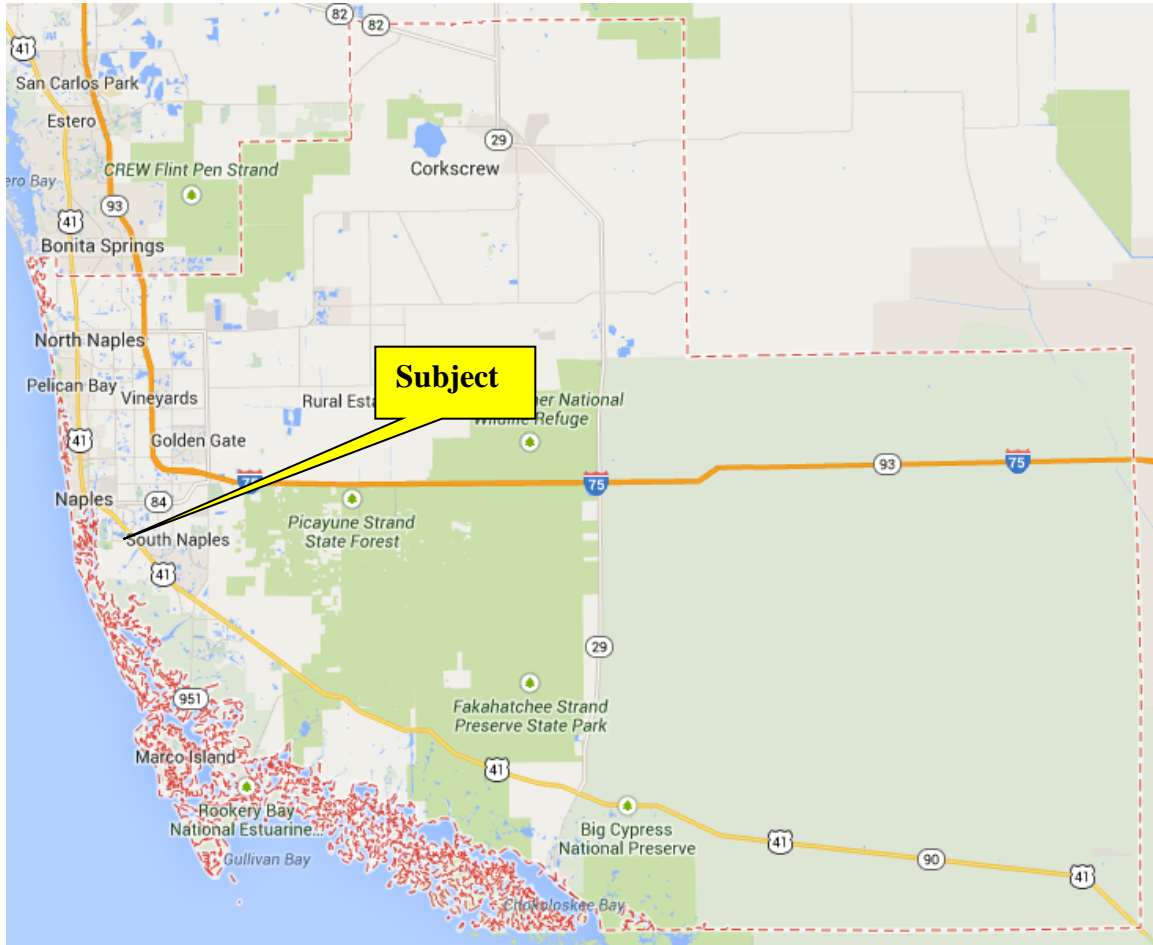 82
82
41
San Carlos Park
Estero
29
Corkscrew
CREW Flint Pen Strand
ero Bay
93
41
Bonita Springs
North Naples
Subject
Pelican Bay
Vineyards
Rural Est
her National
Wildlife Refuge
41
Golden Gate
93
75
75
75
Naples
84
Picayune Strand
State Forest
South Naples
41
29
951
Fakahatchee Strand
Preserve State Park
Marco Island
41
Rookery Bay
National Estuarine...
Gullivan Bay
Big Cypress
National Preserve
41
90
41
Chokoloskee Bay